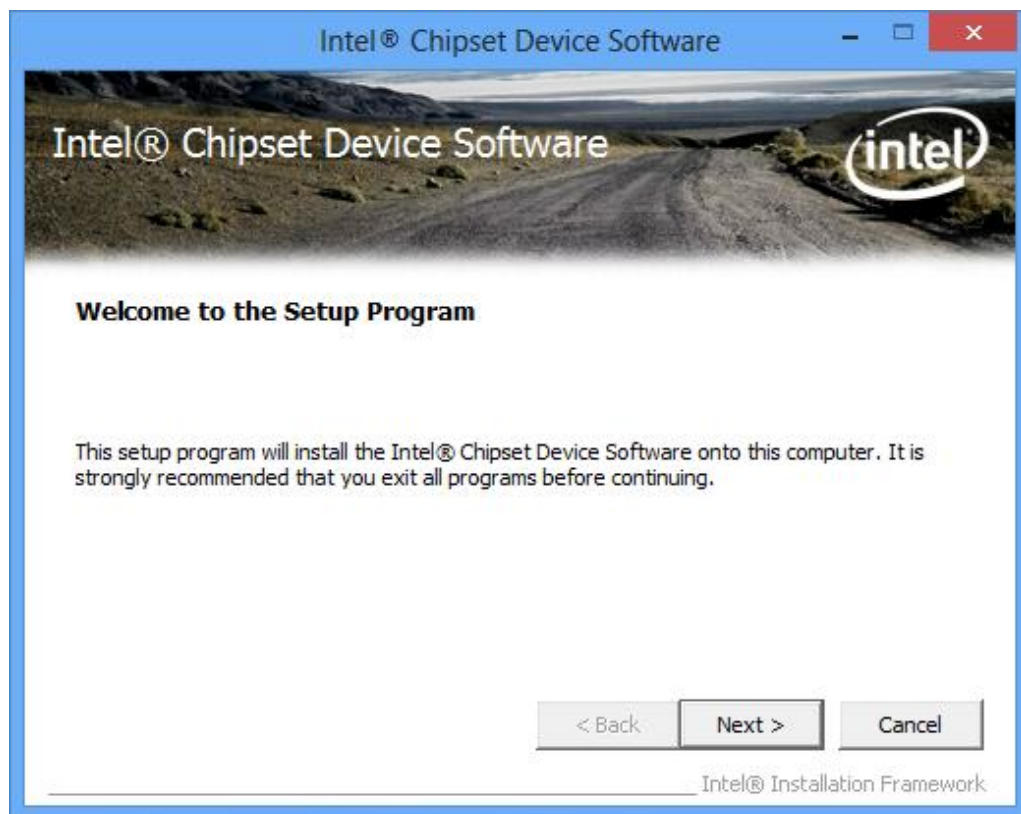 Intel® Chipset Device Software
Intel® Chipset Device Software
intel
Welcome to the Setup Program
This setup program will install the Intel® Chipset Device Software onto this computer. It is
strongly recommended that you exit all programs before continuing.
< Back
Next >
Cancel
Intel® Installation Framework